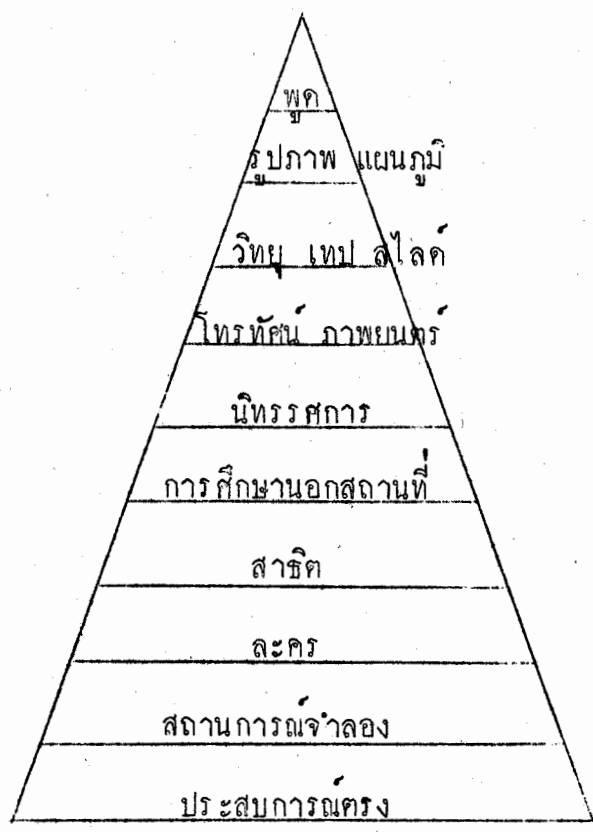 พูด
รูปภาพ แผนภูมิ
วิทยุ เทป สไลด์
โทรทัศน์ ภาพยนตร์
นิทรรศการ
การศึกษานอกสถานที่
สาธิต
ละคร
สถานการณ์จำลอง
ประสบการณ์ตรง